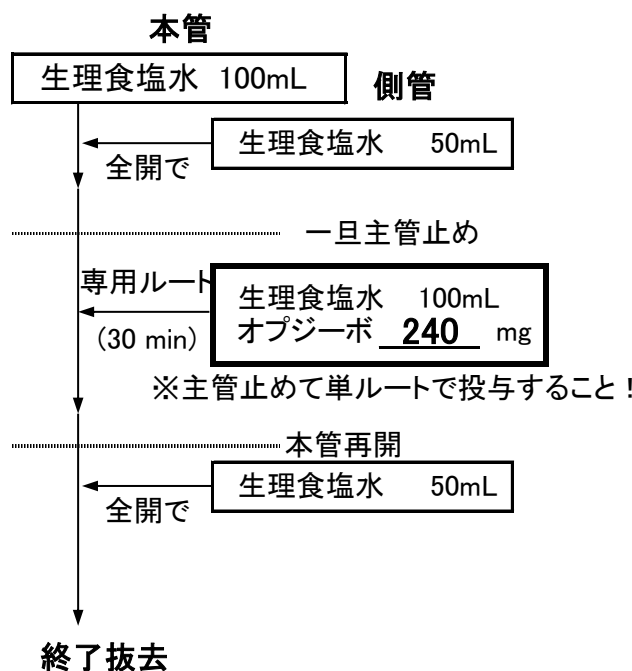 本管
生理食塩水 100mL
側管
生理食塩水 50mL
全開で
一旦主管止め
専用ルート
生理食塩水 100mL
オプジーボ 240 mg
(30 min)
※主管止めて単ルートで投与すること！
本管再開
生理食塩水 50mL
全開で
終了抜去